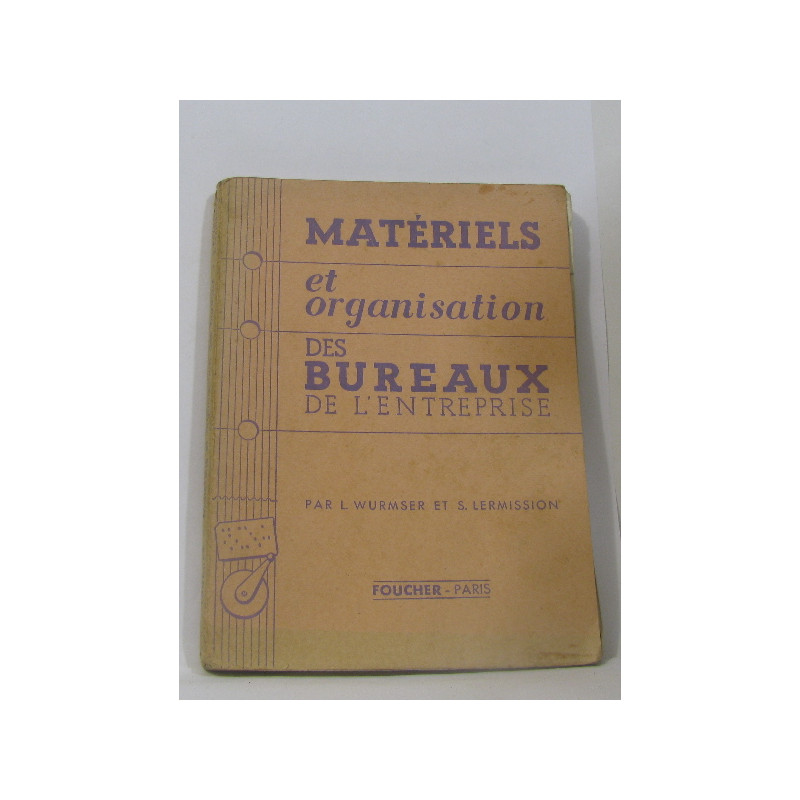 MATÉRIELS
et
organisation
DES
BUREAUX
DE L'ENTREPRISE
PAR L. WURMSER ET S. LERMISSION
FOUCHER - PARIS